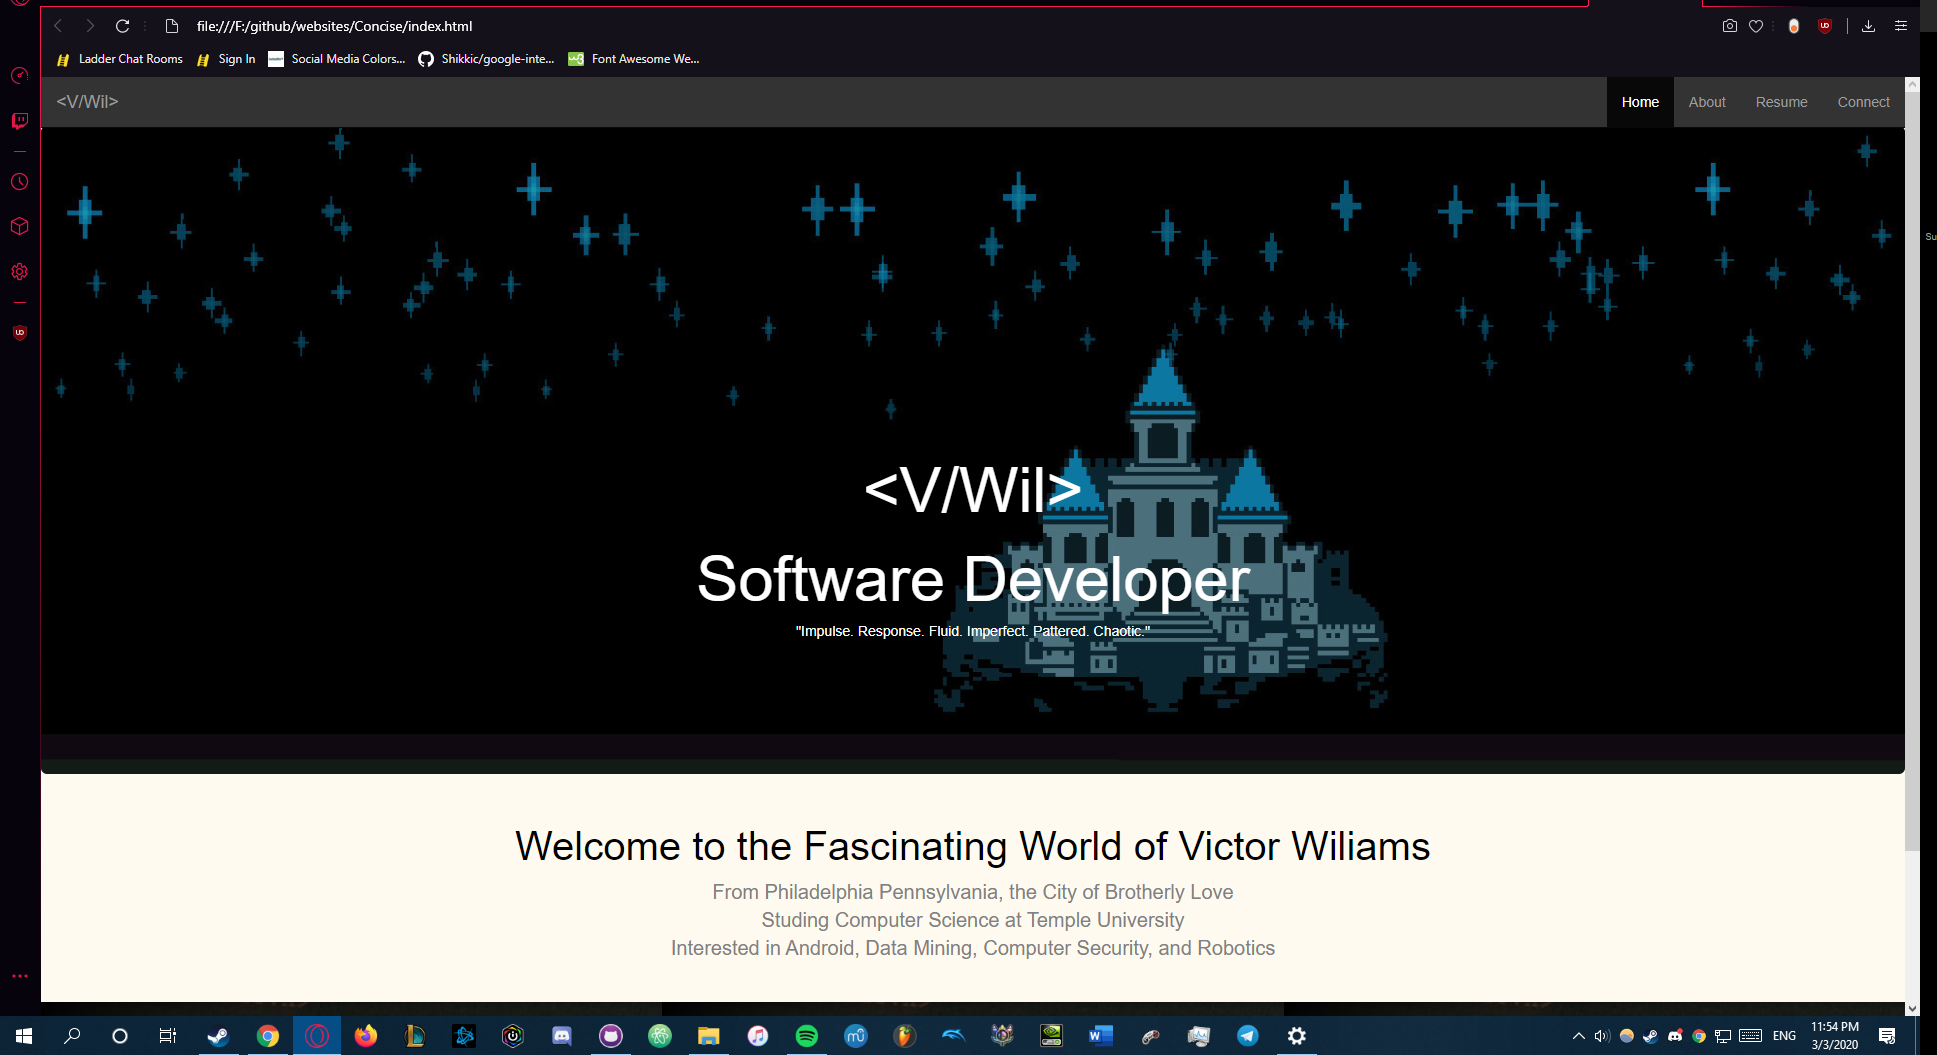 file:///F:/github/websites/Concise/index.html
Ladder Chat Rooms
Sign In
Social Media Colors...
Shikkic/google-inte...
Font Awesome We...
<V/Wil>
Home
About
Resume
Connect
<V/Wil>
Software Developer
"Impulse. Response. Fluid. Imperfect. Pattered. Chaotic."
Welcome to the Fascinating World of Victor Wiliams
From Philadelphia Pennsylvania, the City of Brotherly Love
Studing Computer Science at Temple University
Interested in Android, Data Mining, Computer Security, and Robotics
Su
ENG
11:54 PM
3/3/2020